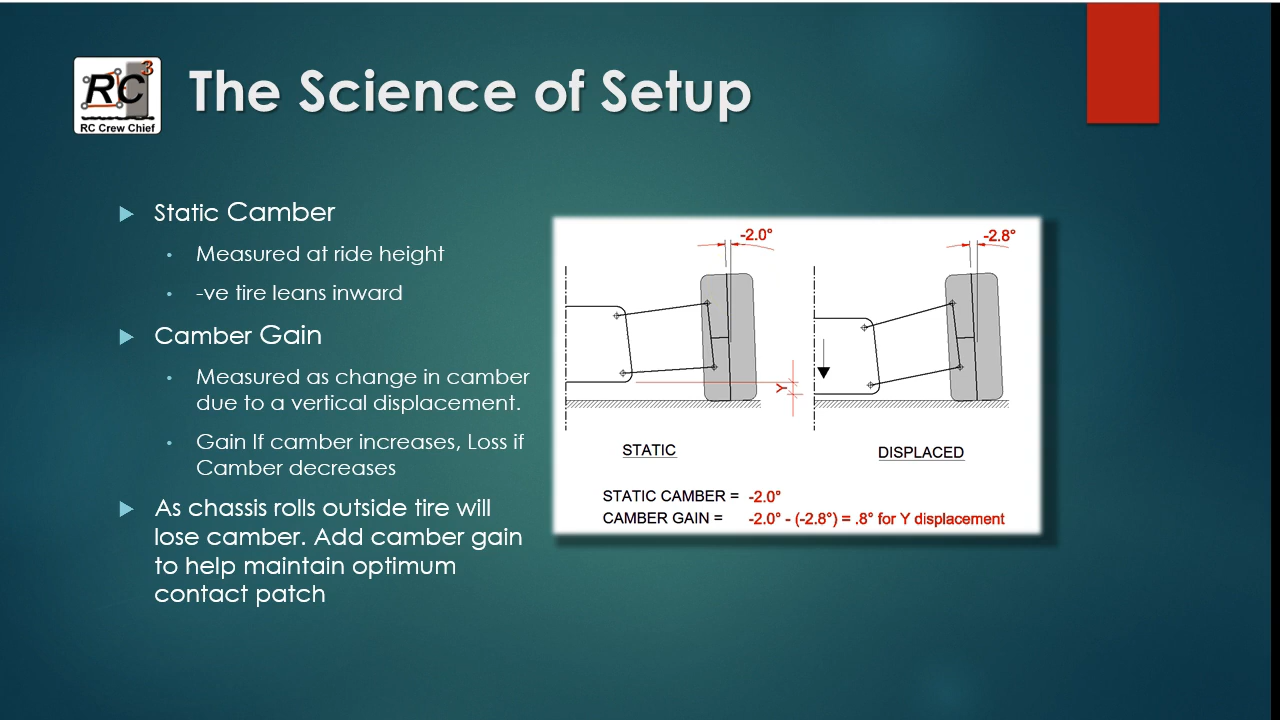 RC3
RC Crew Chief
The Science of Setup
Static Camber
Measured at ride height
-ve tire leans inward
Camber Gain
Measured as change in camber
due to a vertical displacement.
Gain If camber increases, Loss if
Camber decreases
As chassis rolls outside tire will
lose camber. Add camber gain
to help maintain optimum
contact patch
-2.0°
-2.8°
Y
STATIC
DISPLACED
STATIC CAMBER = -2.0°
CAMBER GAIN = -2.0° - (-2.8°) = .8° for Y displacement